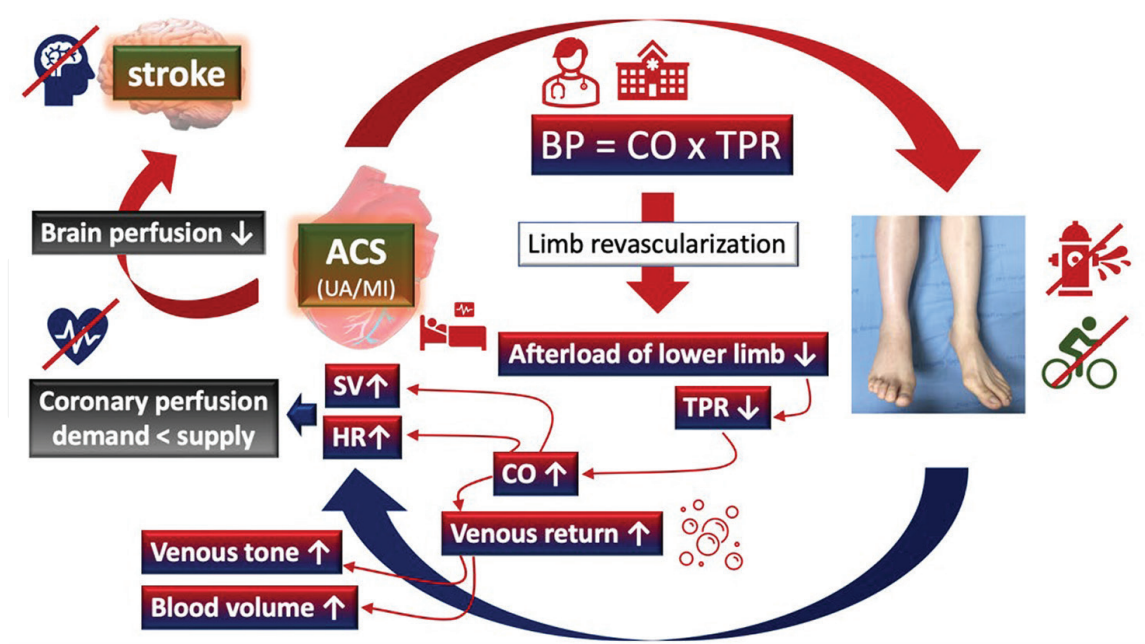 stroke
BP = CO x TPR
Brain perfusion ↓
ACS
(UA/MI)
Limb revascularization
Afterload of lower limb ↓
SV↑
TPR ↓
Coronary perfusion
demand < supply
HR↑
CO ↑
Venous return ↑
Venous tone ↑
Blood volume ↑